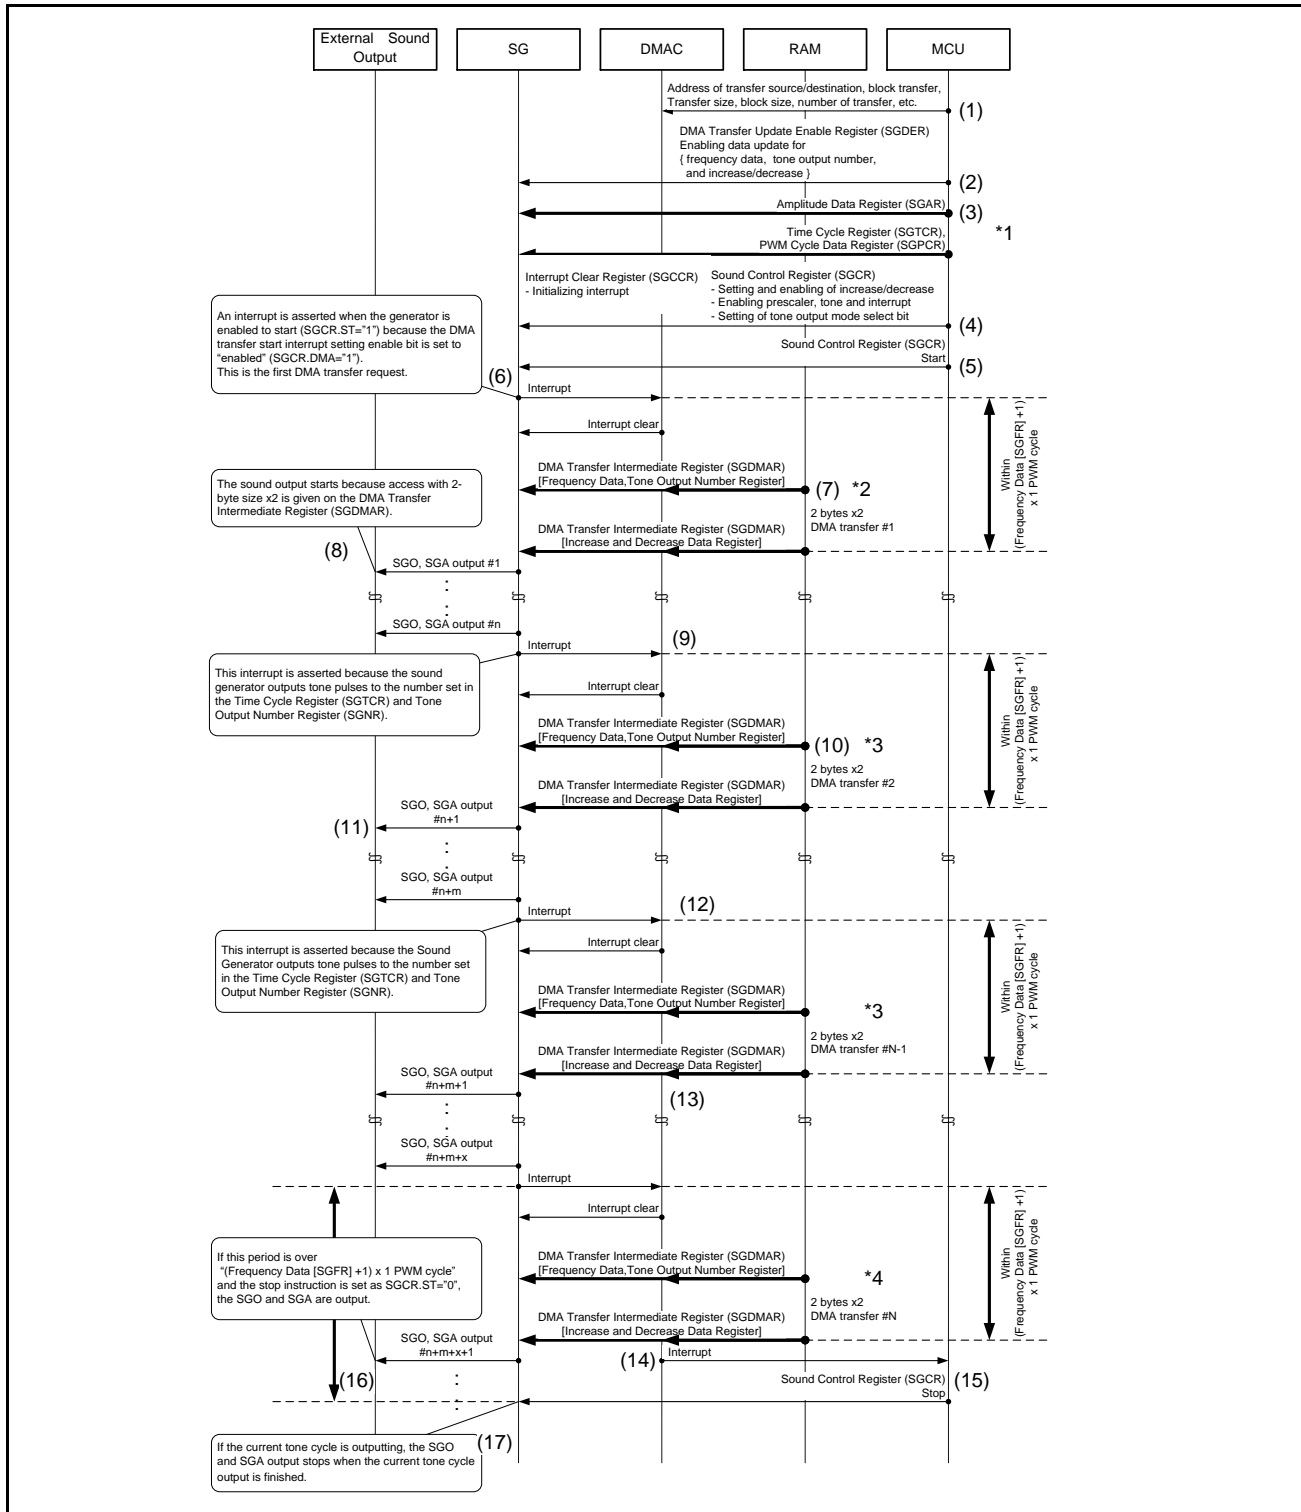 External Sound
Output
SG
DMAC
RAM
MCU
Address of transfer source/destination, block transfer,
Transfer size, block size, number of transfer, etc.
(1)
DMA Transfer Update Enable Register (SGDER)
Enabling data update for
{ frequency data, tone output number,
and increase/decrease }
(2)
Amplitude Data Register (SGAR)
(3)
Time Cycle Register (SGTCR),
PWM Cycle Data Register (SGPCR)
*1
Interrupt Clear Register (SGCCR)
- Initializing interrupt
Sound Control Register (SGCR)
- Setting and enabling of increase/decrease
- Enabling prescaler, tone and interrupt
- Setting of tone output mode select bit
(4)
An interrupt is asserted when the generator is
enabled to start (SGCR.ST="1") because the DMA
transfer start interrupt setting enable bit is set to
"enabled" (SGCR.DMA="1").
This is the first DMA transfer request.
Sound Control Register (SGCR)
Start
(5)
(6)
Interrupt
Interrupt clear
Within
(Frequency Data [SGFR] +1)
x 1 PWM cycle
DMA Transfer Intermediate Register (SGDMAR)
[Frequency Data,Tone Output Number Register]
(7)
*2
2 bytes x2
DMA transfer #1
The sound output starts because access with 2-
byte size x2 is given on the DMA Transfer
Intermediate Register (SGDMAR).
DMA Transfer Intermediate Register (SGDMAR)
[Increase and Decrease Data Register]
(8)
SGO, SGA output #1
SGO, SGA output #n
Interrupt
(9)
This interrupt is asserted because the sound
generator outputs tone pulses to the number set in
the Time Cycle Register (SGTCR) and Tone
Output Number Register (SGNR).
Interrupt clear
Within
(Frequency Data [SGFR] +1)
x 1 PWM cycle
DMA Transfer Intermediate Register (SGDMAR)
[Frequency Data,Tone Output Number Register]
(10)
*3
2 bytes x2
DMA transfer #2
DMA Transfer Intermediate Register (SGDMAR)
[Increase and Decrease Data Register]
SGO, SGA output
#n+1
(11)
SGO, SGA output
#n+m
Interrupt
(12)
This interrupt is asserted because the Sound
Generator outputs tone pulses to the number set
in the Time Cycle Register (SGTCR) and Tone
Output Number Register (SGNR).
Interrupt clear
Within
(Frequency Data [SGFR] +1)
x 1 PWM cycle
DMA Transfer Intermediate Register (SGDMAR)
[Frequency Data,Tone Output Number Register]
*3
2 bytes x2
DMA transfer #N-1
DMA Transfer Intermediate Register (SGDMAR)
[Increase and Decrease Data Register]
SGO, SGA output
#n+m+1
(13)
SGO, SGA output
#n+m+x
Interrupt
Interrupt clear
Within
(Frequency Data [SGFR] +1)
x 1 PWM cycle
If this period is over
"(Frequency Data [SGFR] +1) x 1 PWM cycle"
and the stop instruction is set as SGCR.ST="0",
the SGO and SGA are output.
DMA Transfer Intermediate Register (SGDMAR)
[Frequency Data,Tone Output Number Register]
*4
2 bytes x2
DMA transfer #N
DMA Transfer Intermediate Register (SGDMAR)
[Increase and Decrease Data Register]
SGO, SGA output
#n+m+x+1
(14)
Interrupt
(16)
Sound Control Register (SGCR)
Stop
(15)
(17)
If the current tone cycle is outputting, the SGO
and SGA output stops when the current tone cycle
output is finished.